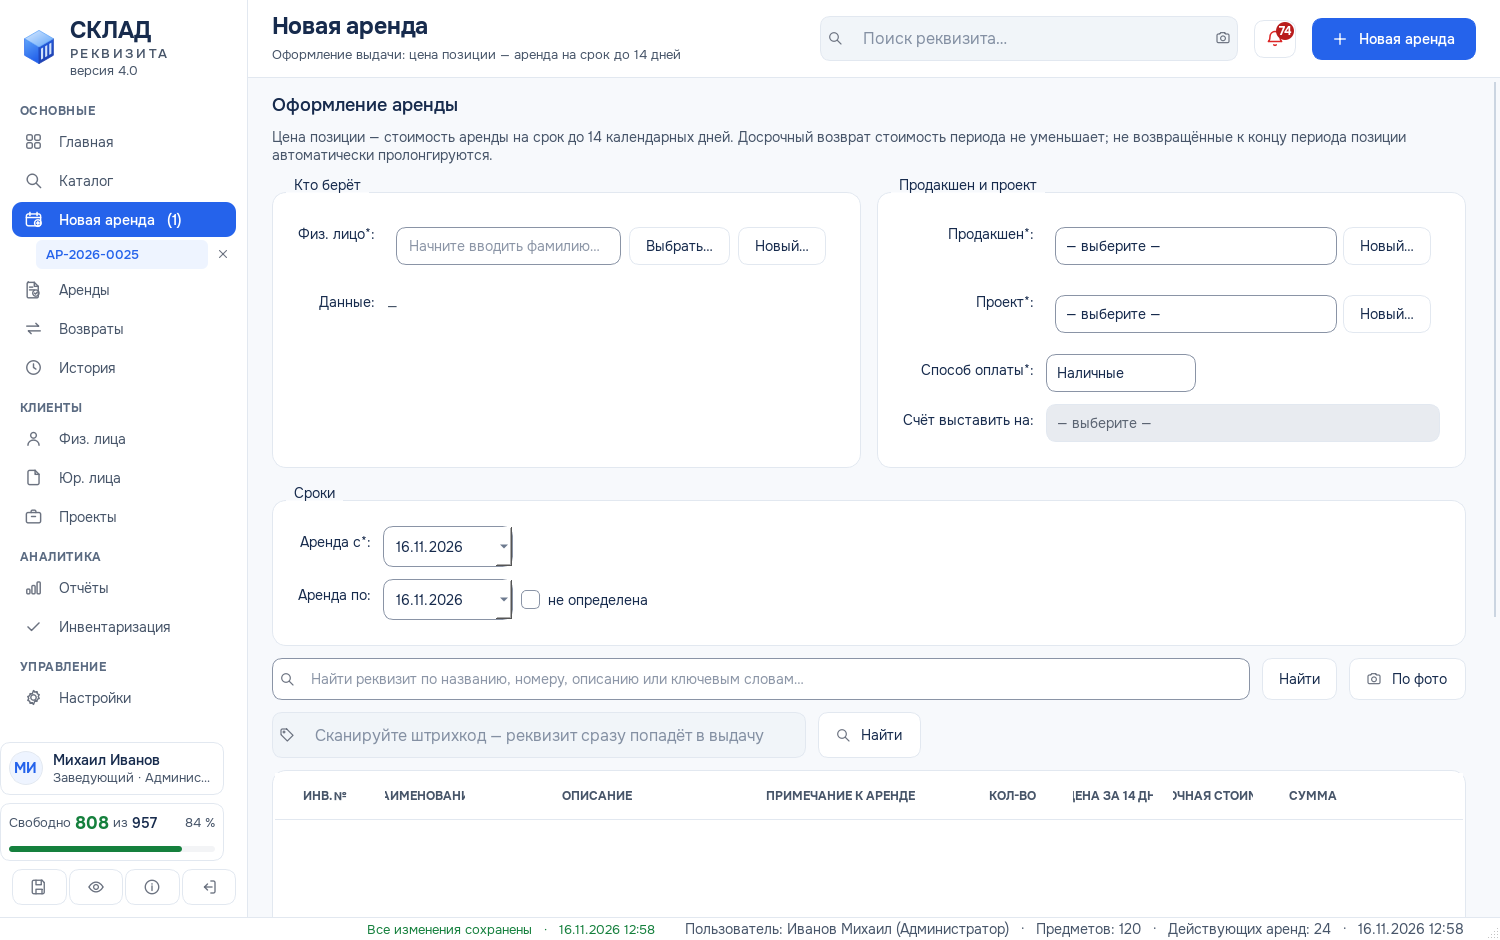 СКЛАД
РЕКВИЗИТА
версия 4.0
ОСНОВНЫЕ
Главная
Каталог
Новая аренда (1)
АР-2026-0025
Аренды
Возвраты
История
КЛИЕНТЫ
Физ. лица
Юр. лица
Проекты
АНАЛИТИКА
Отчёты
Инвентаризация
УПРАВЛЕНИЕ
Настройки
МИ
Михаил Иванов
Заведующий · Админис...
Свободно 808 из 957 84 %
Новая аренда
Оформление выдачи: цена позиции — аренда на срок до 14 дней
Поиск реквизита...
74
Новая аренда
Оформление аренды
Цена позиции — стоимость аренды на срок до 14 календарных дней. Досрочный возврат стоимость периода не уменьшает; не возвращённые к концу периода позиции
автоматически пролонгируются.
Кто берёт
Физ. лицо*: Начните вводить фамилию... Выбрать... Новый...
Данные: —
Продакшен и проект
Продакшен*: — выберите — Новый...
Проект*: — выберите — Новый...
Способ оплаты*: Наличные
Счёт выставить на: — выберите —
Сроки
Аренда с*: 16.11.2026
Аренда по: 16.11.2026 не определена
Найти реквизит по названию, номеру, описанию или ключевым словам... Найти По фото
Сканируйте штрихкод — реквизит сразу попадёт в выдачу Найти
ИНВ. № АИМЕНОВАНИ ОПИСАНИЕ ПРИМЕЧАНИЕ К АРЕНДЕ КОЛ-ВО ЦЕНА ЗА 14 ДН ОЧНАЯ СТОИМ СУММА
Все изменения сохранены · 16.11.2026 12:58 Пользователь: Иванов Михаил (Администратор) · Предметов: 120 · Действующих аренд: 24 · 16.11.2026 12:58